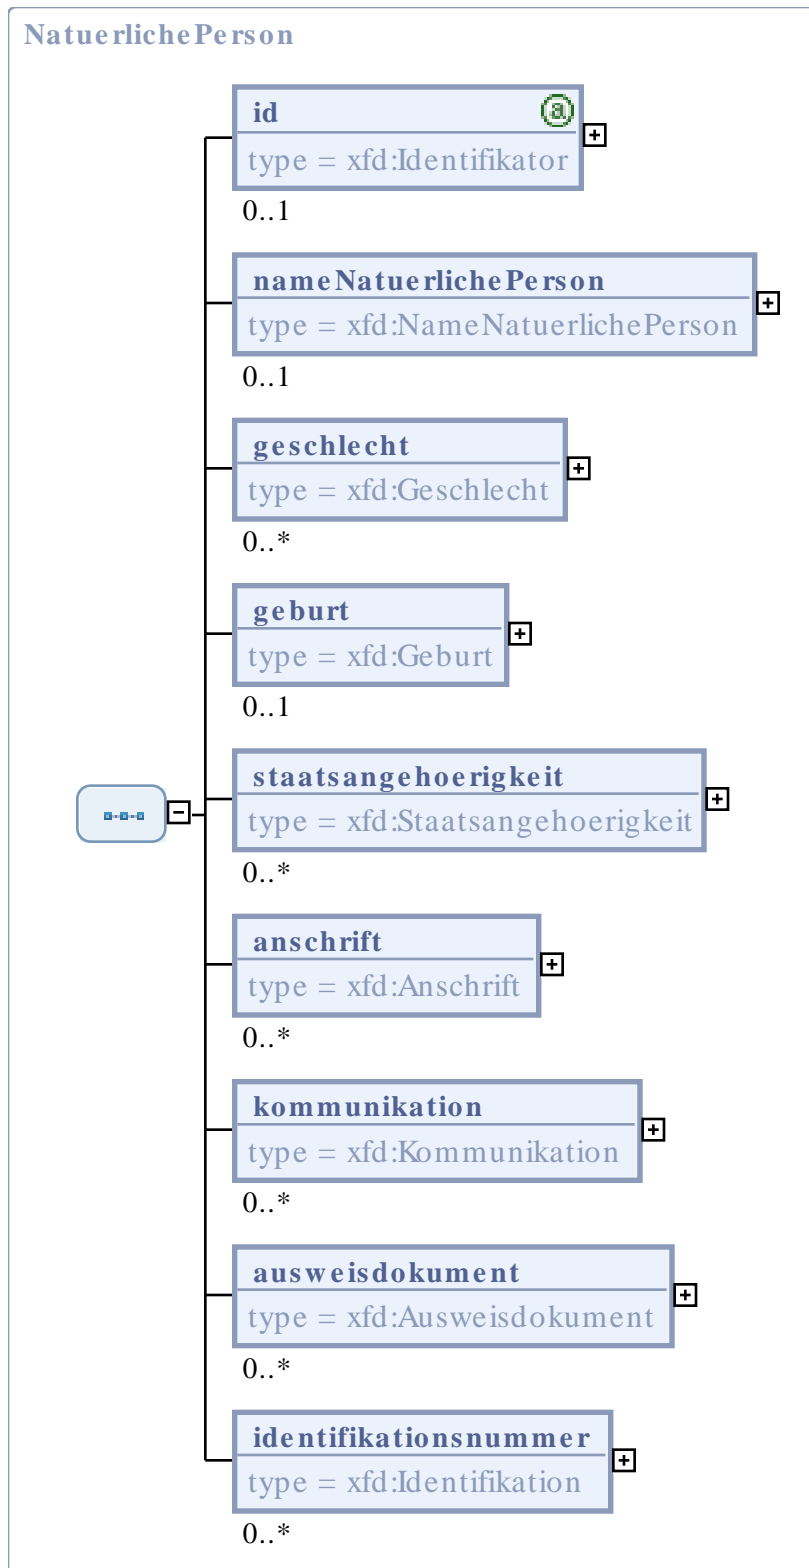 NatuerlichePerson
id
type = xfd:Identifikator
0..1
nameNatuerlichePerson
type = xfd:NameNatuerlichePerson
0..1
geschlecht
type = xfd:Geschlecht
0..*
geburt
type = xfd:Geburt
0..1
staatsangehoerigkeit
type = xfd:Staatsangehoerigkeit
0..*
anschrift
type = xfd:Anschrift
0..*
kommunikation
type = xfd:Kommunikation
0..*
ausweisdokument
type = xfd:Ausweisdokument
0..*
identifikationsnummer
type = xfd:Identifikation
0..*